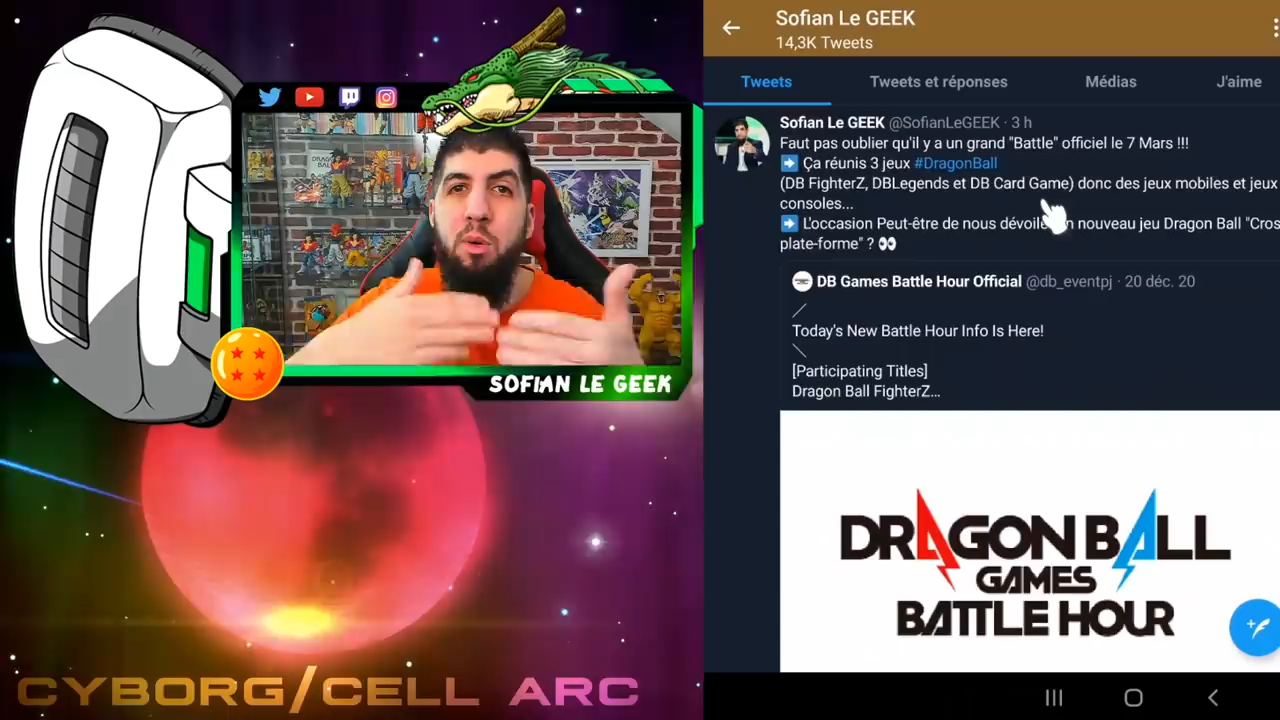 SOFIAN LE GEEK
CYBORG/CELL ARC
Sofian Le GEEK
14,3K Tweets
Tweets
Tweets et réponses
Médias
J'aime
Sofian Le GEEK @SofianLeGEEK · 3 h
Faut pas oublier qu'il y a un grand "Battle" officiel le 7 Mars !!!
➡ Ça réunis 3 jeux #DragonBall
(DB FighterZ, DBLegends et DB Card Game) donc des jeux mobiles et jeux
consoles...
➡ L'occasion Peut-être de nous dévoile nouveau jeu Dragon Ball "Cros
plate-forme" ? 👀
DB Games Battle Hour Official @db_eventpj · 20 déc. 20
／
Today's New Battle Hour Info Is Here!
＼
[Participating Titles]
Dragon Ball FighterZ...
DRAGON BALL
GAMES
BATTLE HOUR